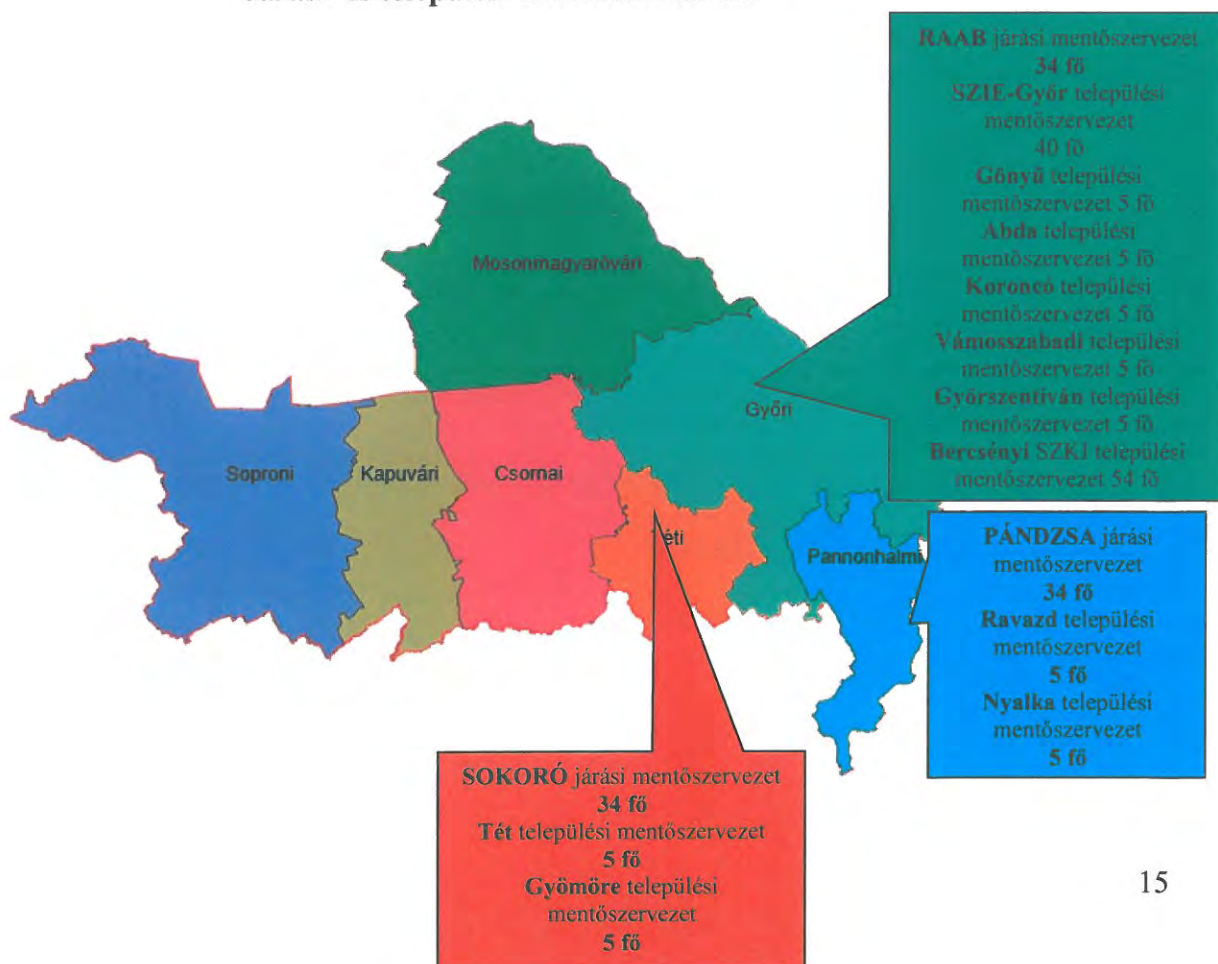 RAAB járási mentőszervezet
34 fő
SZIE-Győr települési
mentőszervezet
40 fő
Gönyű települési
mentőszervezet 5 fő
Abda települési
mentőszervezet 5 fő
Koroncó települési
mentőszervezet 5 fő
Vámosszabadi települési
mentőszervezet 5 fő
Győrszentiván települési
mentőszervezet 5 fő
Bercsényi SZKI települési
mentőszervezet 54 fő
Mosonmagyaróvári
Győri
Soproni
Kapuvári
Csornai
Pannonhalmi
PÁNDZSA járási
mentőszervezet
34 fő
Ravazd települési
mentőszervezet
5 fő
Nyalka települési
mentőszervezet
5 fő
SOKORÓ járási mentőszervezet
34 fő
Tét települési mentőszervezet
5 fő
Gyömöre települési
mentőszervezet
5 fő
15